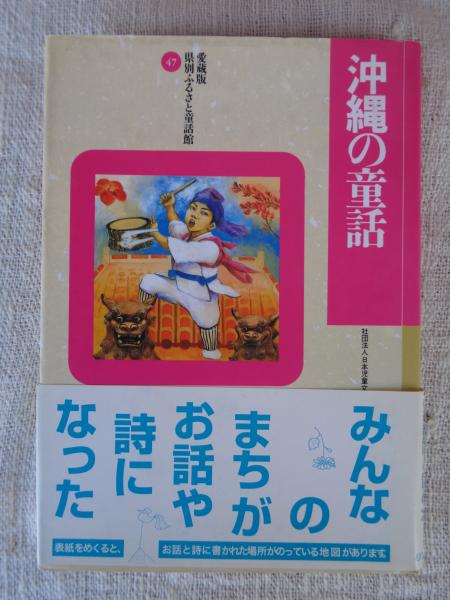 沖縄の童話
愛蔵版
県別ふるさと童話館
47
社団法人日本児童文
みんな
の
まちが
お話や
詩に
なった
表紙をめくると、
お話と詩に書かれた場所がのっている地図があります。